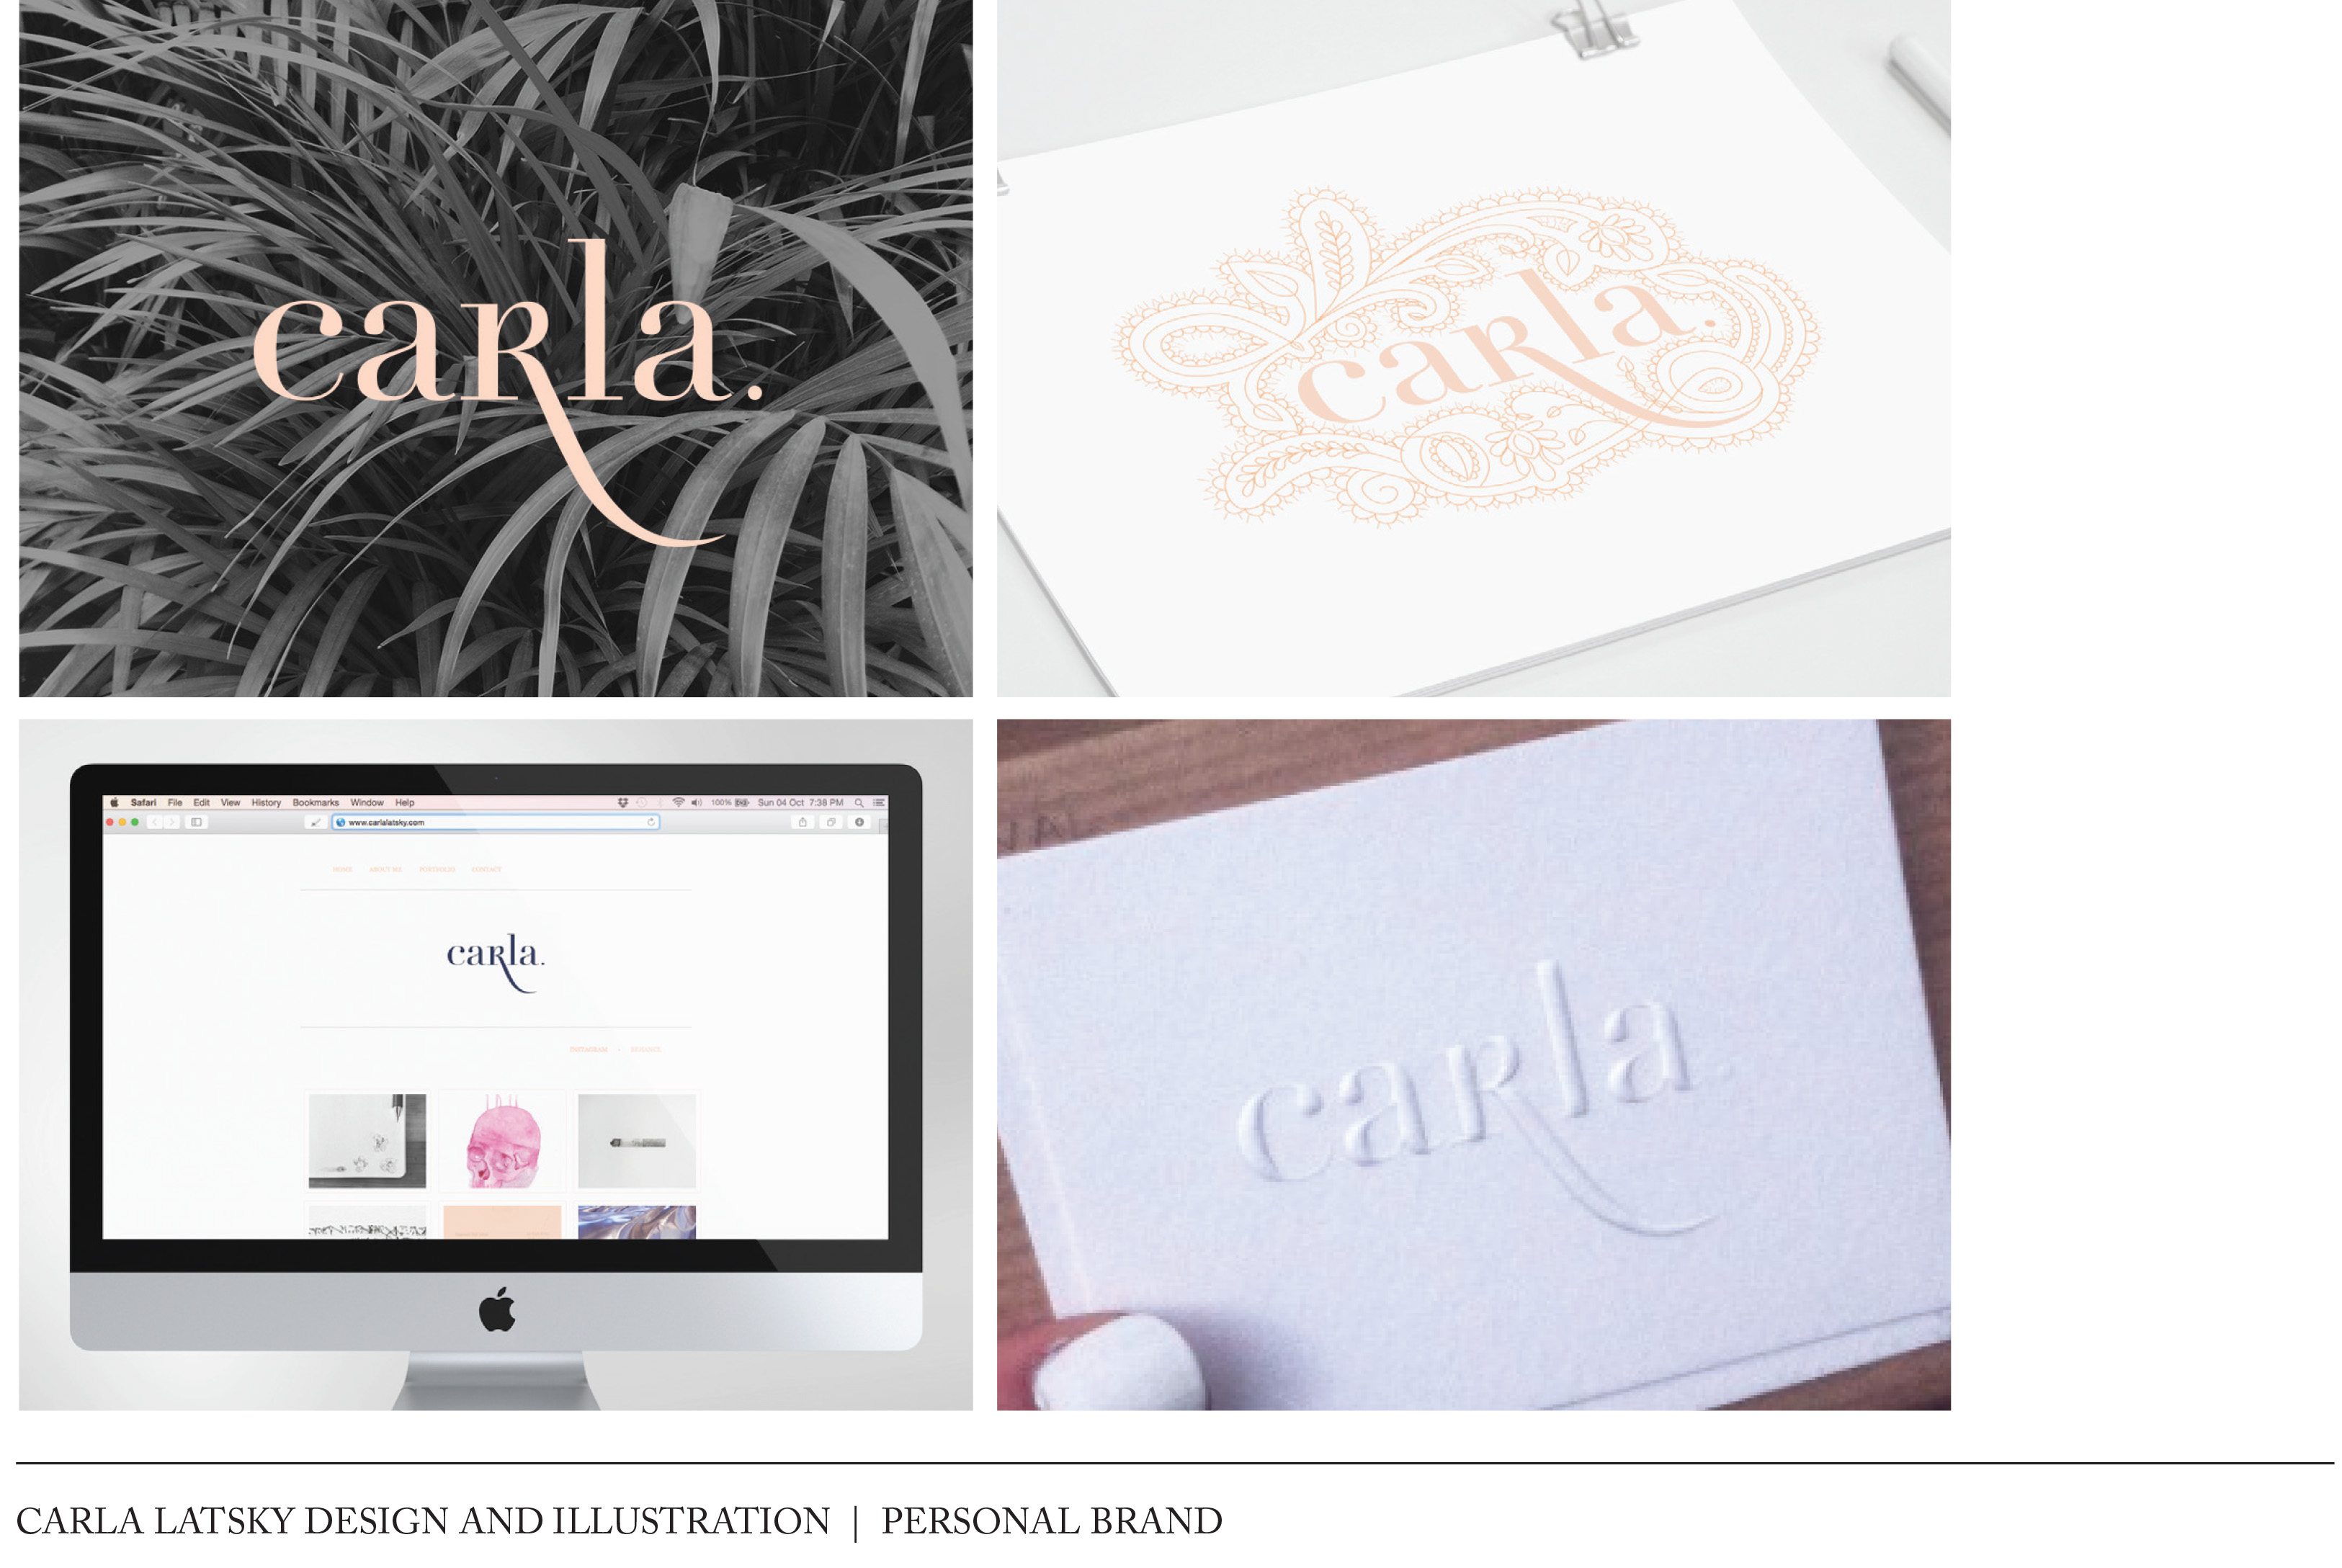 carla.
carla.
Safari File Edit View History Bookmarks Window Help 100% Sun 04 Oct 7:38 PM
www.carlalatsky.com
HOME ABOUT ME PORTFOLIO CONTACT
carla.
INSTAGRAM - BEHANCE
carla.
CARLA LATSKY DESIGN AND ILLUSTRATION | PERSONAL BRAND